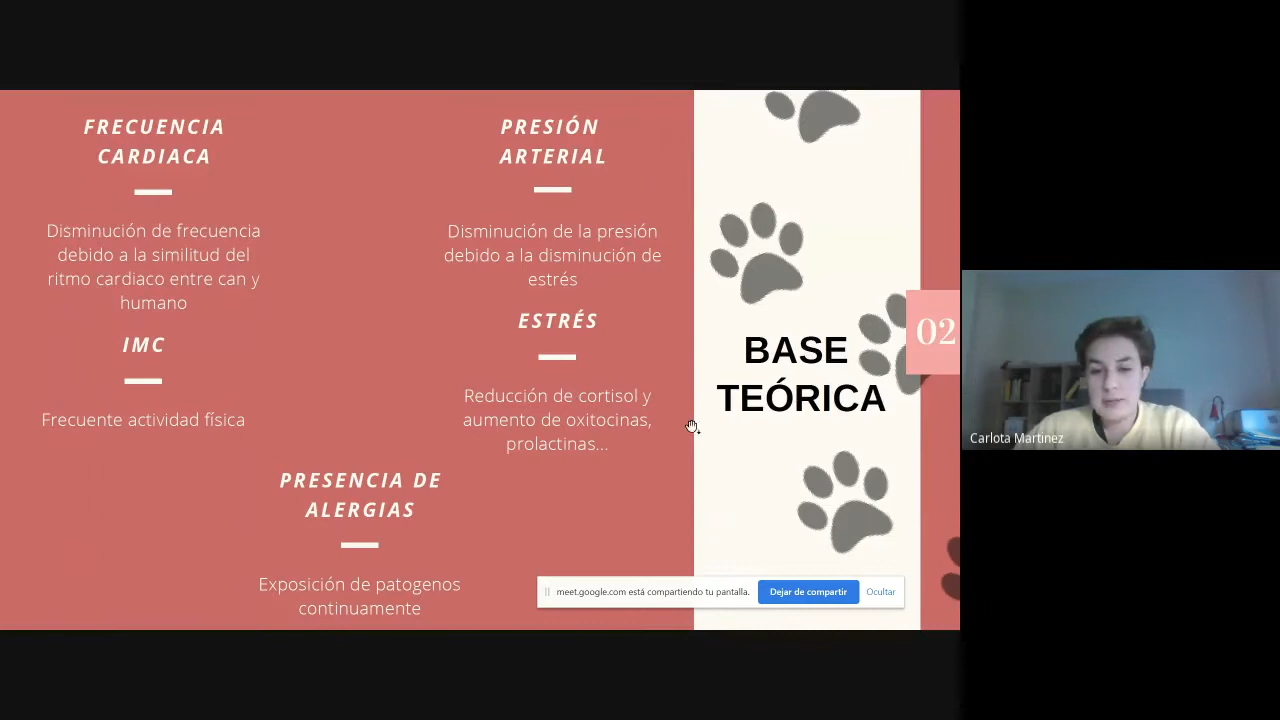 FRECUENCIA
CARDIACA
Disminución de frecuencia
debido a la similitud del
ritmo cardiaco entre can y
humano
IMC
Frecuente actividad física
PRESIÓN
ARTERIAL
Disminución de la presión
debido a la disminución de
estrés
ESTRÉS
Reducción de cortisol y
aumento de oxitocinas,
prolactinas...
PRESENCIA DE
ALERGIAS
Exposición de patogenos
continuamente
BASE
TEÓRICA
02
meet.google.com está compartiendo tu pantalla.
Dejar de compartir
Ocultar
Carlota Martinez